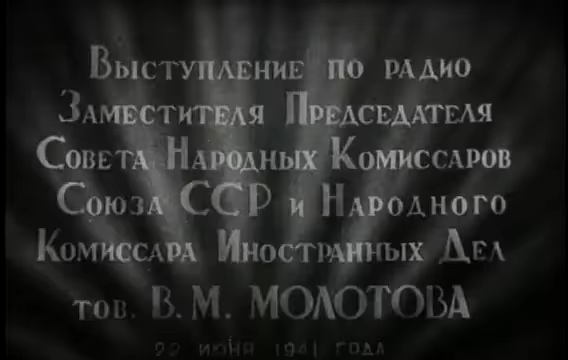 Выступление по радио
Заместителя Председателя
Совета Народных Комиссаров
Союза ССР и Народного
Комиссара Иностранных Дел
тов. В. М. МОЛОТОВА
22 июня 1941 года